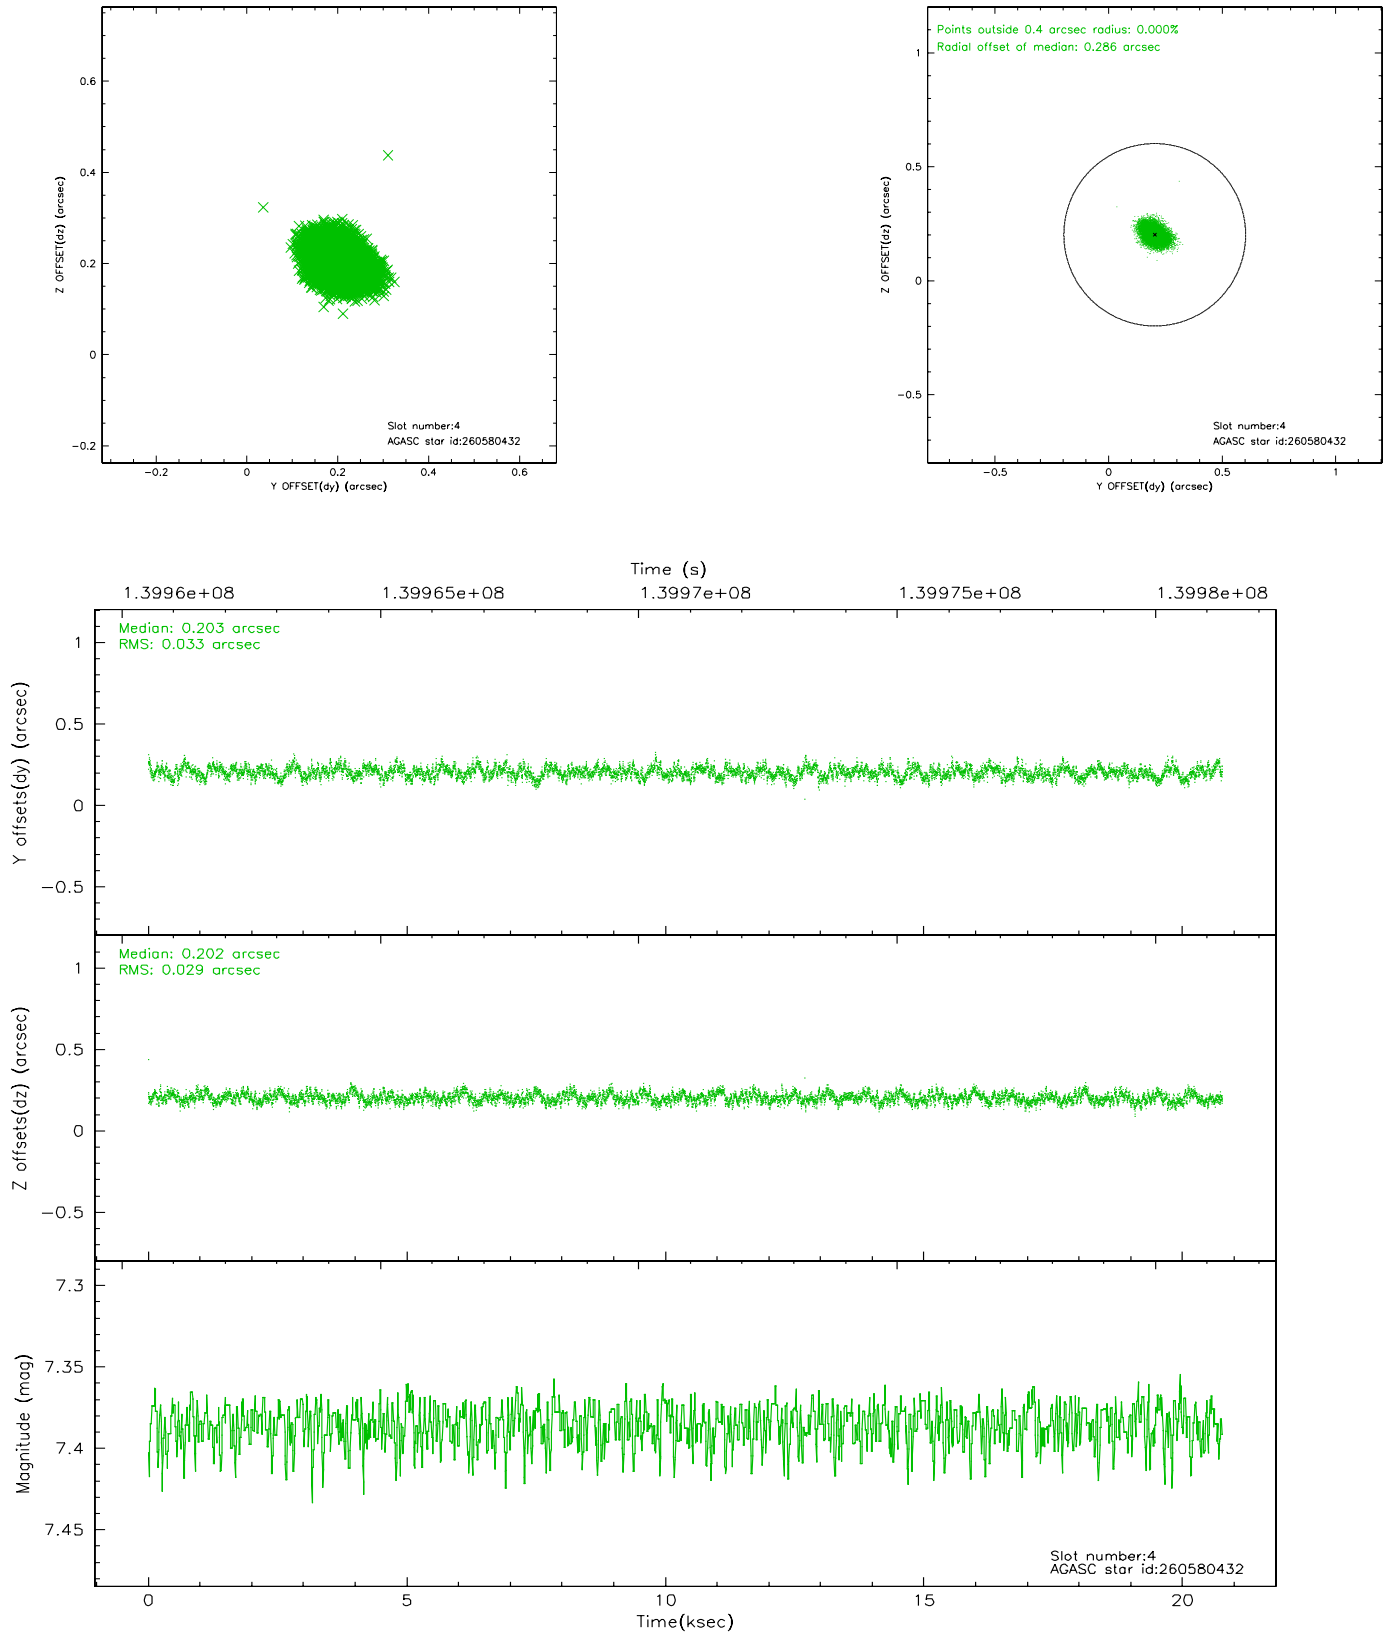 0.6
0.4
0.2
0
−0.2
Z OFFSET(dz) (arcsec)
−0.2 0 0.2 0.4 0.6
Y OFFSET(dy) (arcsec)
Slot number:4
AGASC star id:260580432
Points outside 0.4 arcsec radius: 0.000%
Radial offset of median: 0.286 arcsec
1
0.5
0
−0.5
Z OFFSET(dz) (arcsec)
−0.5 0 0.5 1
Y OFFSET(dy) (arcsec)
Slot number:4
AGASC star id:260580432
Time (s)
1.3996e+08 1.39965e+08 1.3997e+08 1.39975e+08 1.3998e+08
Median: 0.203 arcsec
RMS: 0.033 arcsec
1
0.5
0
−0.5
Y offsets(dy) (arcsec)
Median: 0.202 arcsec
RMS: 0.029 arcsec
1
0.5
0
−0.5
Z offsets(dz) (arcsec)
7.3
7.35
7.4
7.45
Magnitude (mag)
Slot number:4
AGASC star id:260580432
0 5 10 15 20
Time(ksec)